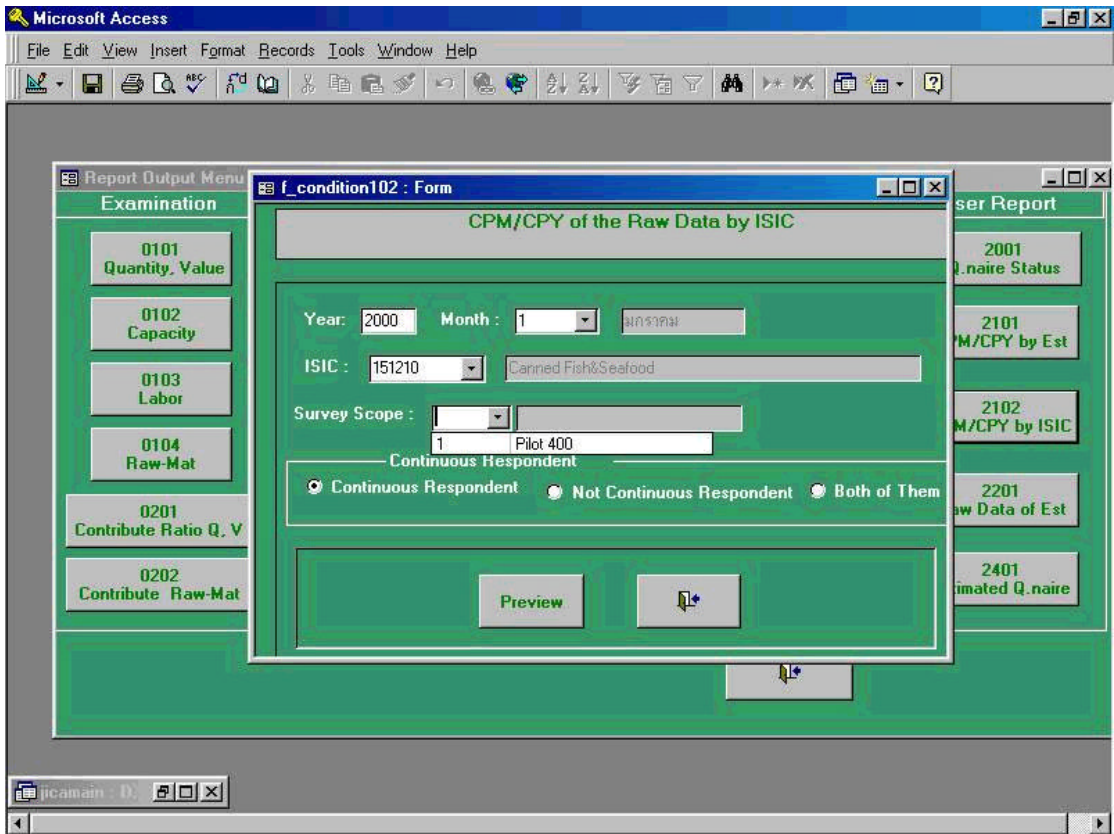 Microsoft Access
File Edit View Insert Format Records Tools Window Help
Report Output Menu
f_condition102 : Form
Examination
ser Report
CPM/CPY of the Raw Data by ISIC
0101
Quantity, Value
0102
Capacity
0103
Labor
0104
Raw-Mat
0201
Contribute Ratio Q, V
0202
Contribute Raw-Mat
Year: 2000 Month : 1 มกราคม
ISIC : 151210 Canned Fish&Seafood
Survey Scope :
1 Pilot 400
Continuous Respondent
Continuous Respondent Not Continuous Respondent Both of Them
Preview
2001
Q.naire Status
2101
PM/CPY by Est
2102
M/CPY by ISIC
2201
aw Data of Est
2401
timated Q.naire
jicamain : D.